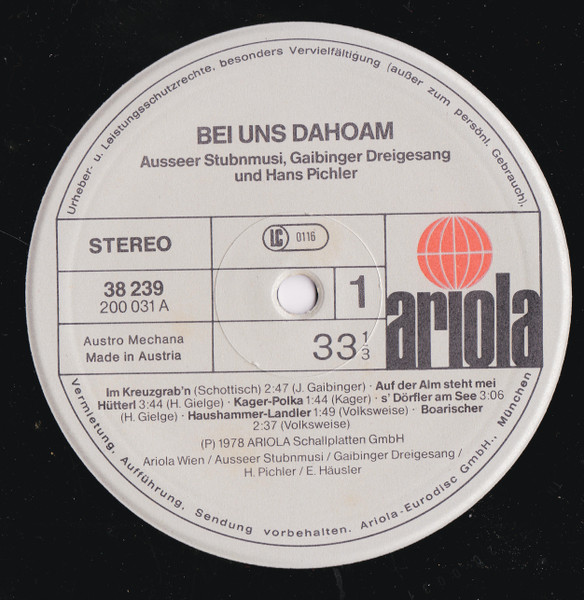 Urheber- u. Leistungsschutzrechte, besonders Vervielfältigung (außer zum persönl. Gebrauch),
BEI UNS DAHOAM
Ausseer Stubnmusi, Gaibinger Dreigesang
und Hans Pichler
STEREO
LC 0116
38 239
200 031 A
1
ariola
Austro Mechana
Made in Austria
33 1/3
Im Kreuzgrab'n (Schottisch) 2:47 (J. Gaibinger) · Auf der Alm steht mei
Hütterl 3:44 (H. Gielge) · Kager-Polka 1:44 (Kager) · s' Dörfler am See 3:06
(H. Gielge) · Haushammer-Landler 1:49 (Volksweise) · Boarischer
2:37 (Volksweise)
(P) 1978 ARIOLA Schallplatten GmbH
Ariola Wien / Ausseer Stubnmusi / Gaibinger Dreigesang /
H. Pichler / E. Häusler
Vermietung, Aufführung, Sendung vorbehalten. Ariola-Eurodisc GmbH., München